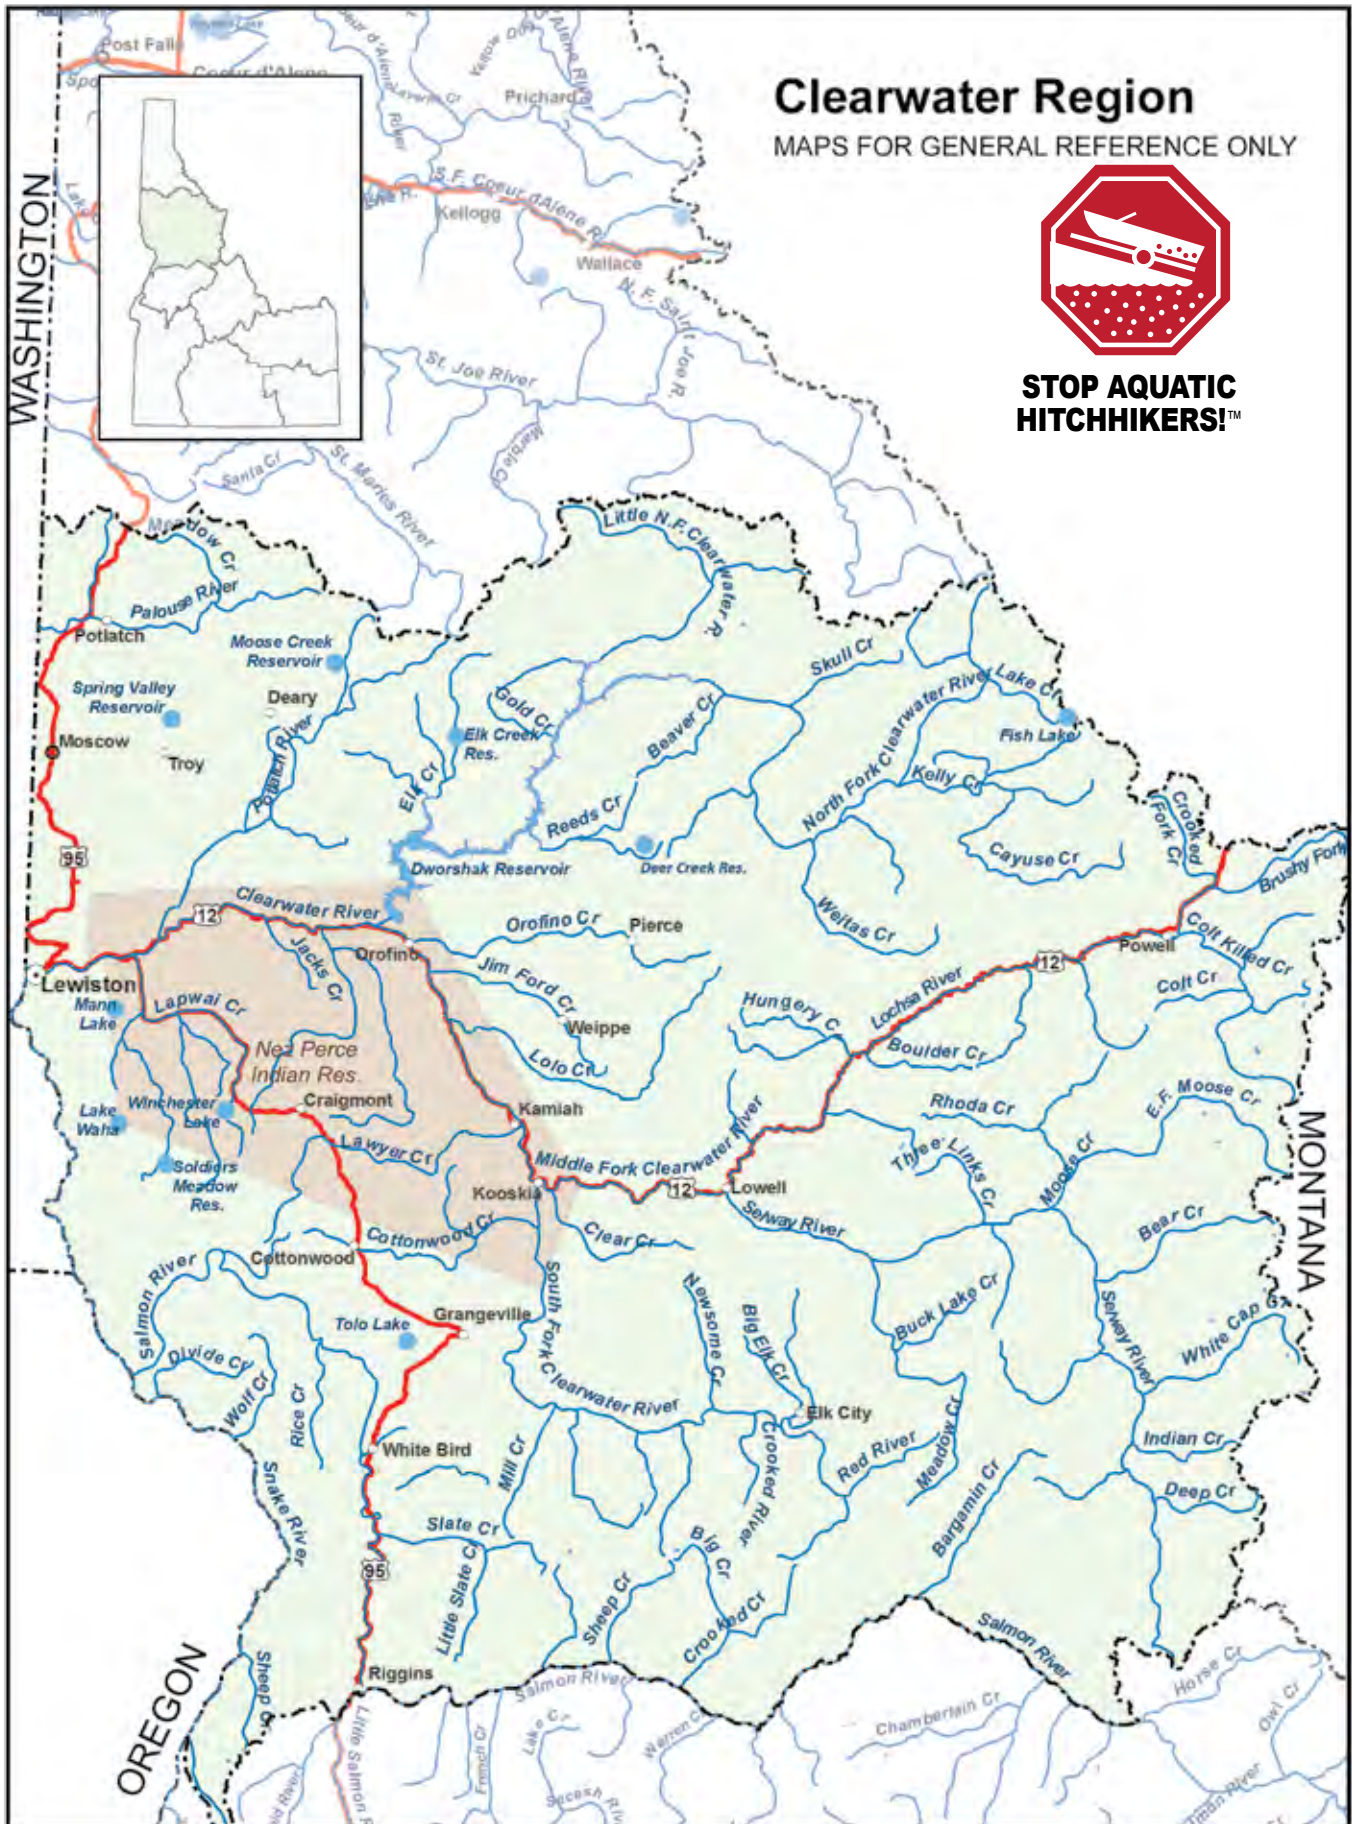 Clearwater Region
MAPS FOR GENERAL REFERENCE ONLY
STOP AQUATIC
HITCHHIKERS!™
WASHINGTON
MONTANA
OREGON
Post Falls
Coeur d'Alene
Prichard
S.F. Coeur d'Alene R.
Kellogg
Wallace
N. F. Saint Joe R.
St. Joe River
Marble Cr
Santa Cr
St. Maries River
Little N.F. Clearwater R.
Meadow Cr
Palouse River
Potlatch
Moose Creek
Reservoir
Spring Valley
Reservoir
Deary
Moscow
Troy
Potlatch River
Elk Cr
Elk Creek
Res.
Gold Cr
Beaver Cr
Skull Cr
North Fork Clearwater River
Lake Cr
Fish Lake
Kelly Cr
Cayuse Cr
Crooked
Fork Cr
Brushy Fork
Reeds Cr
Deer Creek Res.
Dworshak Reservoir
95
12
Clearwater River
Orofino Cr
Pierce
Weitas Cr
Orofino
Jim Ford Cr
Weippe
Lolo Cr
Jacks Cr
Lewiston
Mann
Lake
Lapwai Cr
Nez Perce
Indian Res.
Craigmont
Winchester
Lake
Lake
Waha
Soldiers
Meadow
Res.
Lawyer Cr
Kamiah
Kooskia
Middle Fork Clearwater River
12
Lowell
Hungery C
Lochsa River
12
Powell
Colt Killed Cr
Colt Cr
Boulder Cr
Rhoda Cr
Three Links Cr
Moose Cr
E.F. Moose Cr
Selway River
Bear Cr
Selway River
White Cap Cr
Buck Lake Cr
Clear Cr
Cottonwood Cr
Cottonwood
Salmon River
Grangeville
Tolo Lake
Divide Cr
Wolf Cr
Rice Cr
South Fork Clearwater River
Newsome Cr
Big Elk Cr
Elk City
Crooked River
Red River
Meadow Cr
Bargamin Cr
Indian Cr
Deep Cr
White Bird
Mill Cr
Snake River
Slate Cr
Little Slate C
95
Sheep Cr
Big Cr
Crooked Cr
Salmon River
Riggins
Sheep Cr
Salmon River
Little Salmon R
French Cr
Lake C
Warren C
Secesh Riv
Chamberlain Cr
Horse Cr
Owl Cr